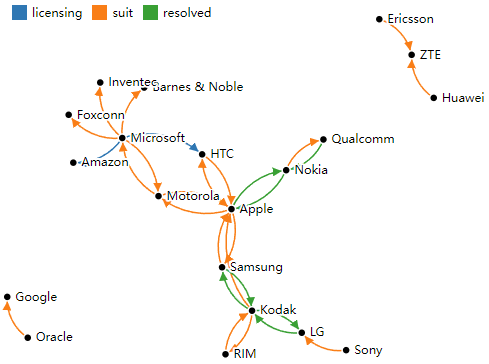 licensing suit resolved
Ericsson
ZTE
Inventec
Barnes & Noble
Huawei
Foxconn
Microsoft
Qualcomm
HTC
Amazon
Nokia
Motorola
Apple
Samsung
Google
Kodak
LG
Oracle
Sony
RIM